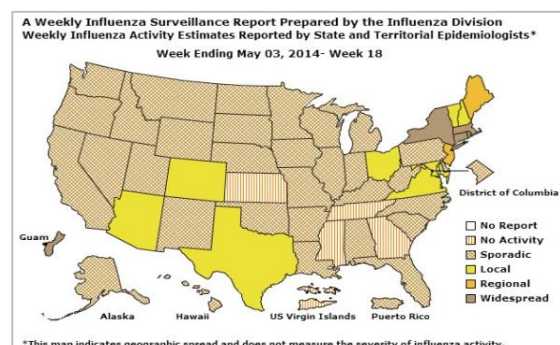 A Weekly Influenza Surveillance Report Prepared by the Influenza Division
Weekly Influenza Activity Estimates Reported by State and Territorial Epidemiologists*
Week Ending May 03, 2014- Week 18
District of Columbia
No Report
No Activity
Sporadic
Local
Regional
Widespread
Guam
Alaska
Hawaii
US Virgin Islands
Puerto Rico
*This map indicates geographic spread and does not measure the severity of influenza activity.